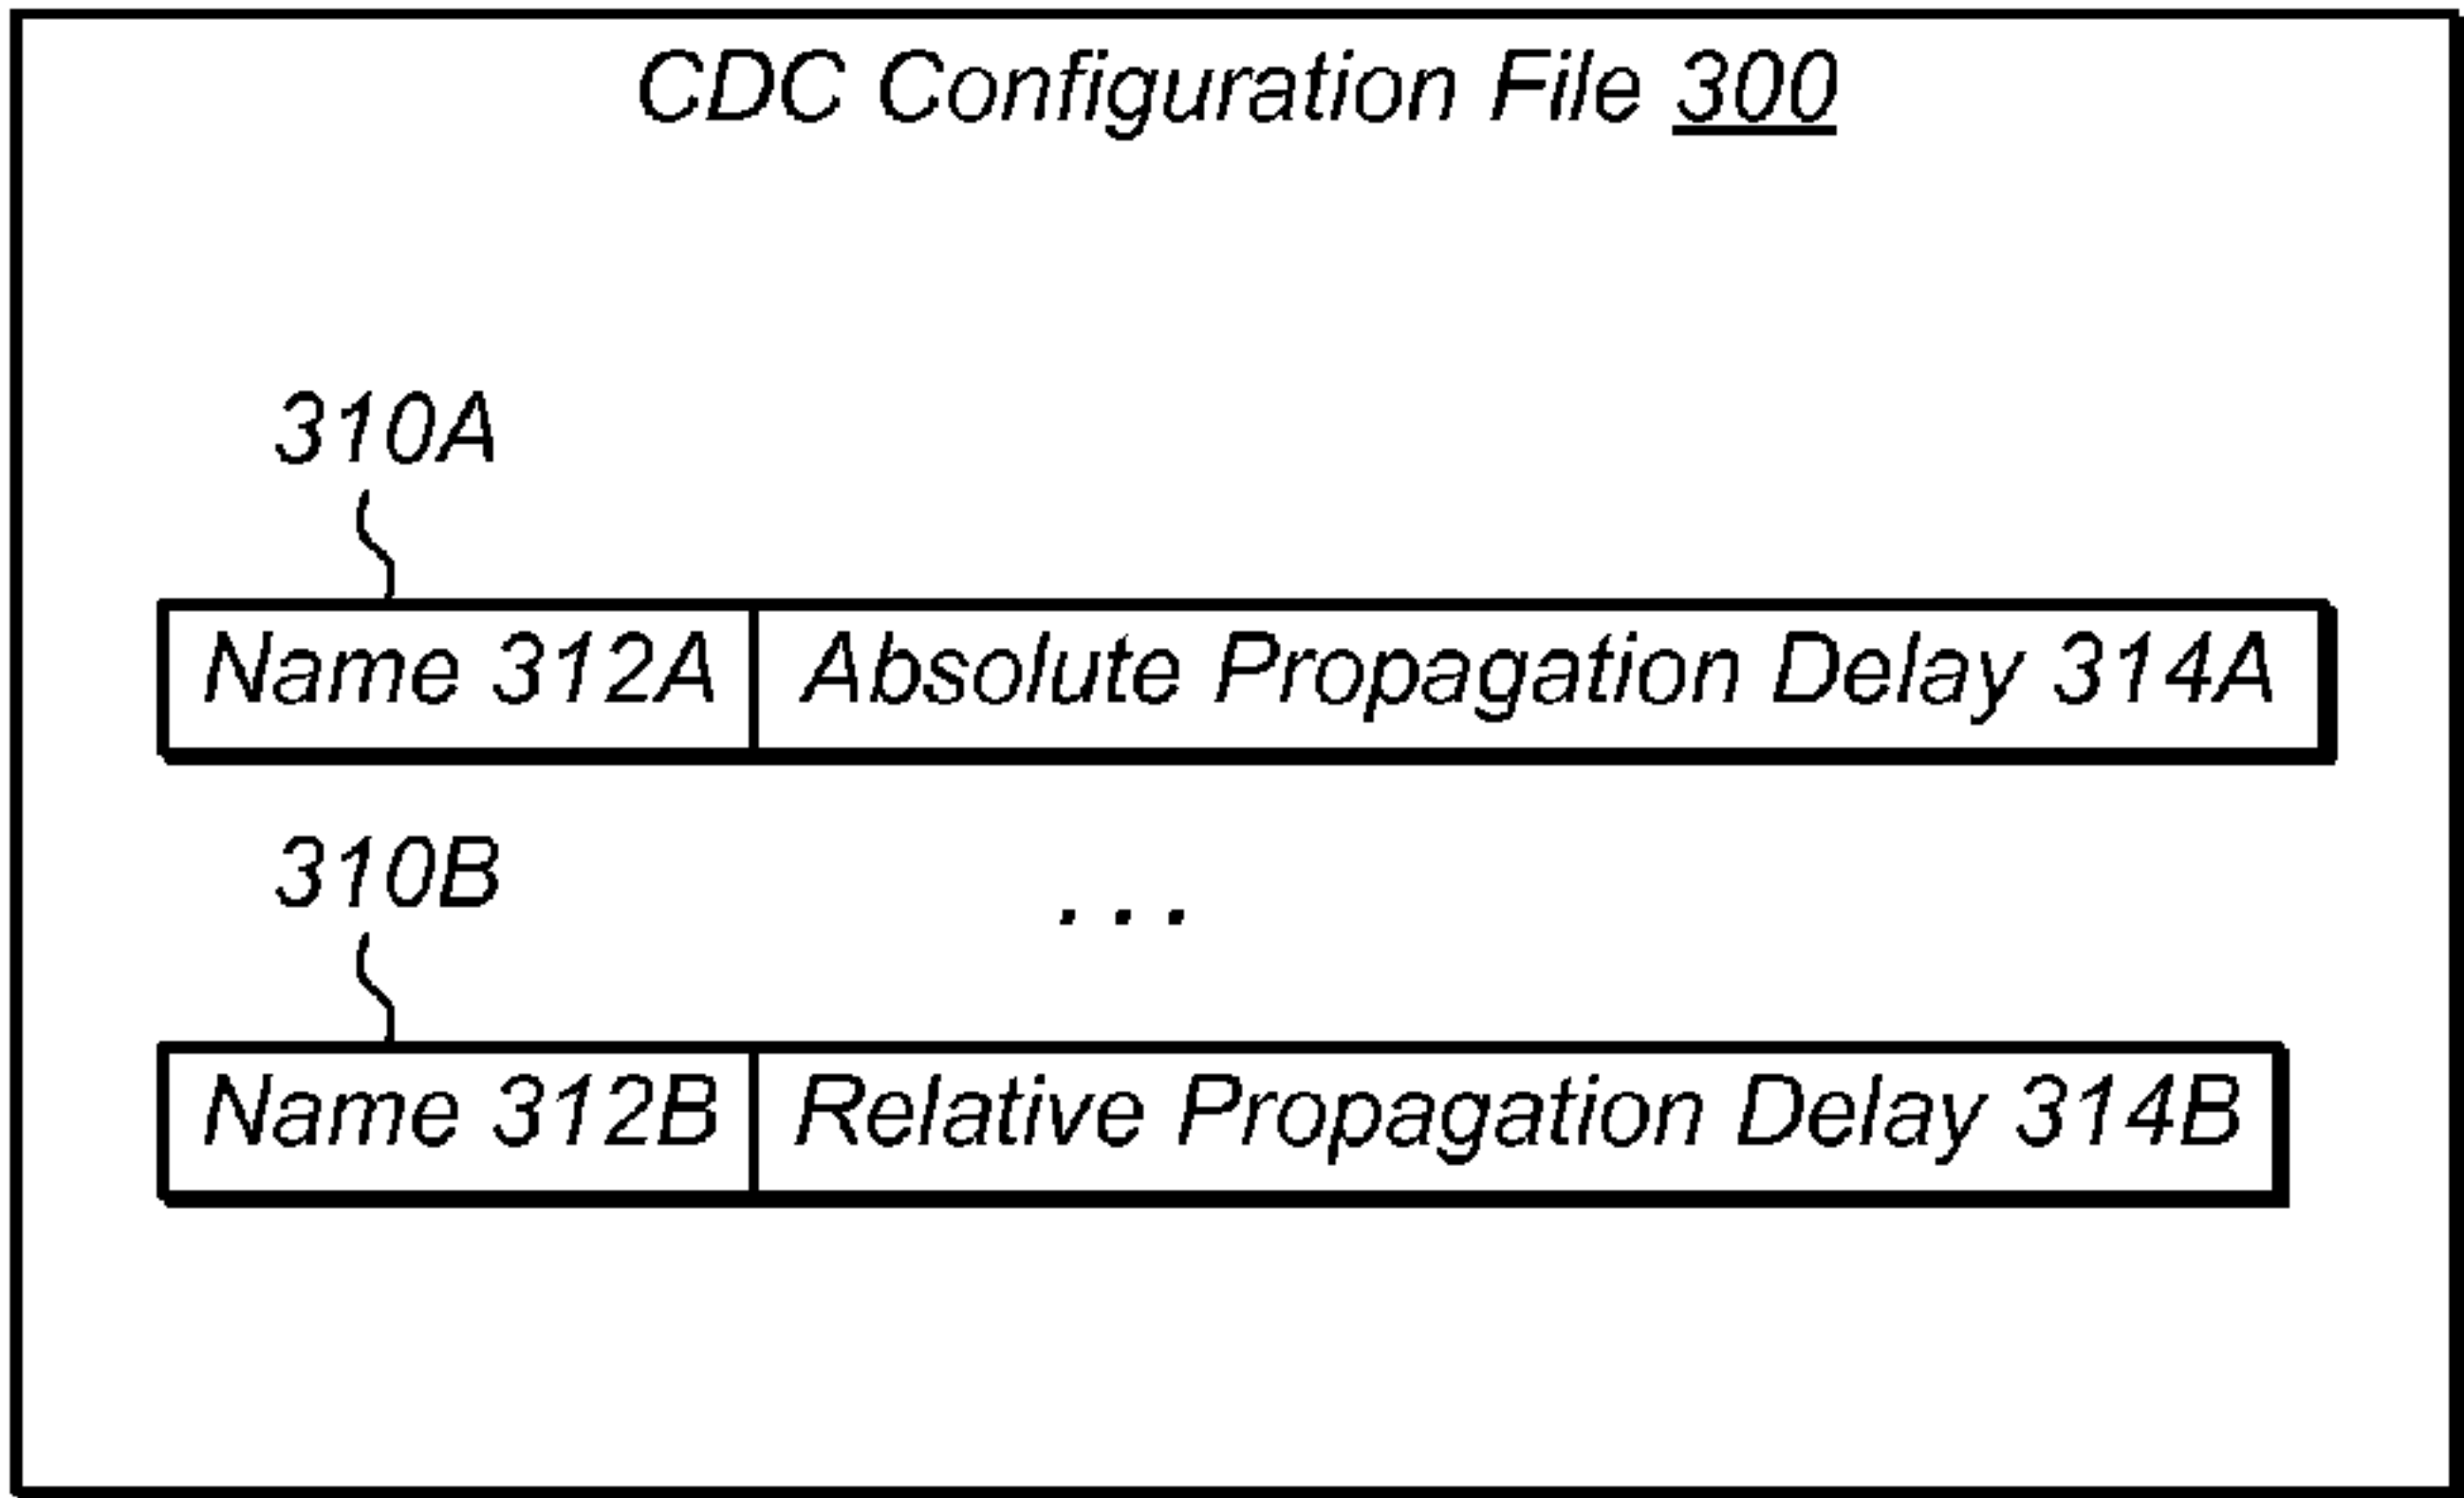 CDC Configuration File 300
310A
Name 312A Absolute Propagation Delay 314A
310B
...
Name 312B Relative Propagation Delay 314B